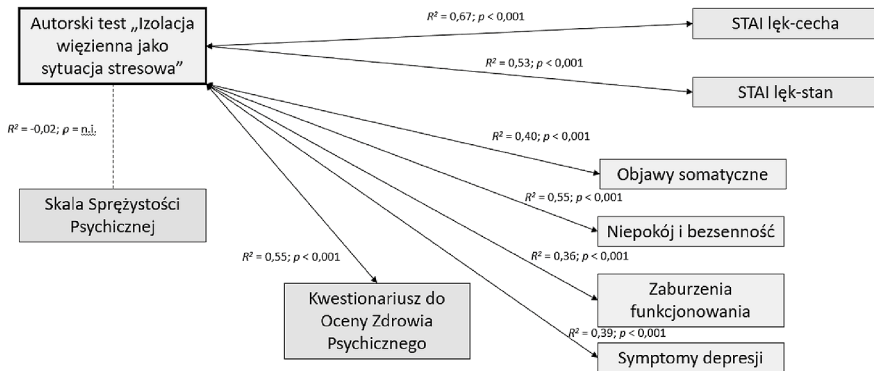 Autorski test „Izolacja
więzienna jako
sytuacja stresowa”
R² = 0,67; p < 0,001
STAI lęk-cecha
R² = 0,53; p < 0,001
STAI lęk-stan
R² = -0,02; ρ = n.i.
R² = 0,40; p < 0,001
Objawy somatyczne
Skala Sprężystości
Psychicznej
R² = 0,55; p < 0,001
Niepokój i bezsenność
R² = 0,55; p < 0,001
R² = 0,36; p < 0,001
Kwestionariusz do
Oceny Zdrowia
Psychicznego
Zaburzenia
funkcjonowania
R² = 0,39; p < 0,001
Symptomy depresji